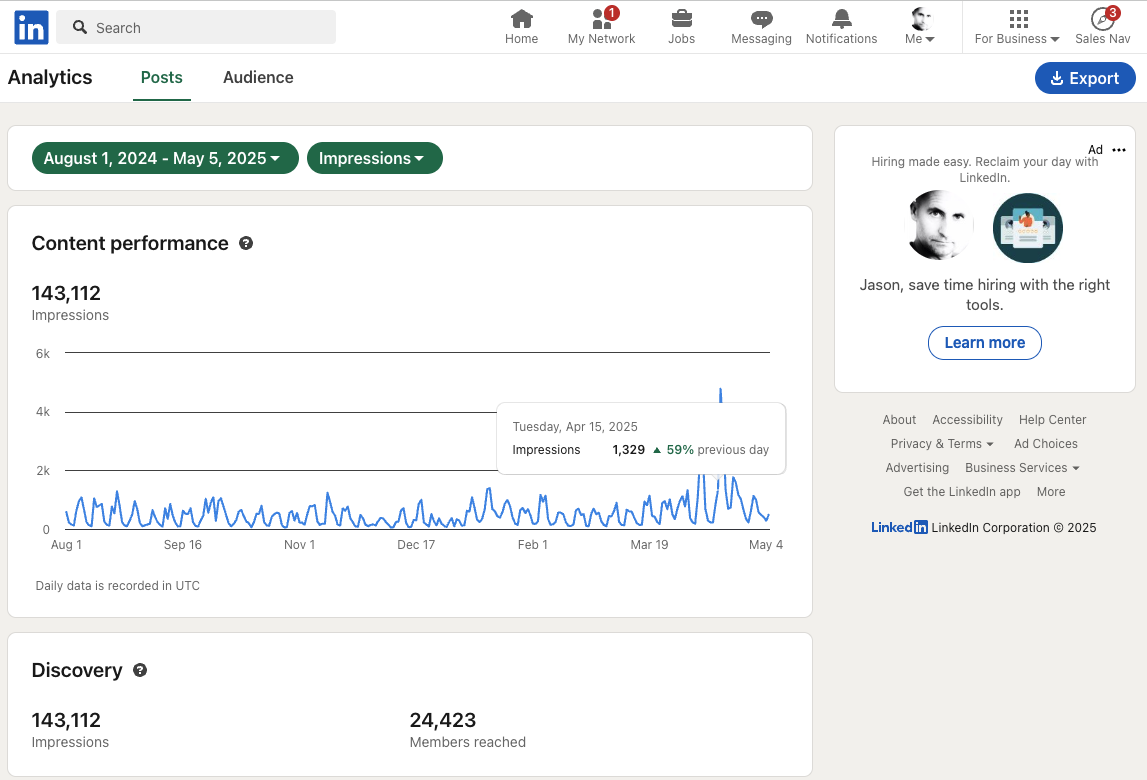 in
Search
1
3
Home
My Network
Jobs
Messaging
Notifications
Me
For Business
Sales Nav
Analytics
Posts
Audience
Export
August 1, 2024 - May 5, 2025
Impressions
Content performance ?
143,112
Impressions
6k
4k
2k
0
Tuesday, Apr 15, 2025
Impressions 1,329 59% previous day
Aug 1 Sep 16 Nov 1 Dec 17 Feb 1 Mar 19 May 4
Daily data is recorded in UTC
Discovery ?
143,112
Impressions
24,423
Members reached
Ad
Hiring made easy. Reclaim your day with
LinkedIn.
Jason, save time hiring with the right
tools.
Learn more
About Accessibility Help Center
Privacy & Terms Ad Choices
Advertising Business Services
Get the LinkedIn app More
LinkedIn LinkedIn Corporation © 2025